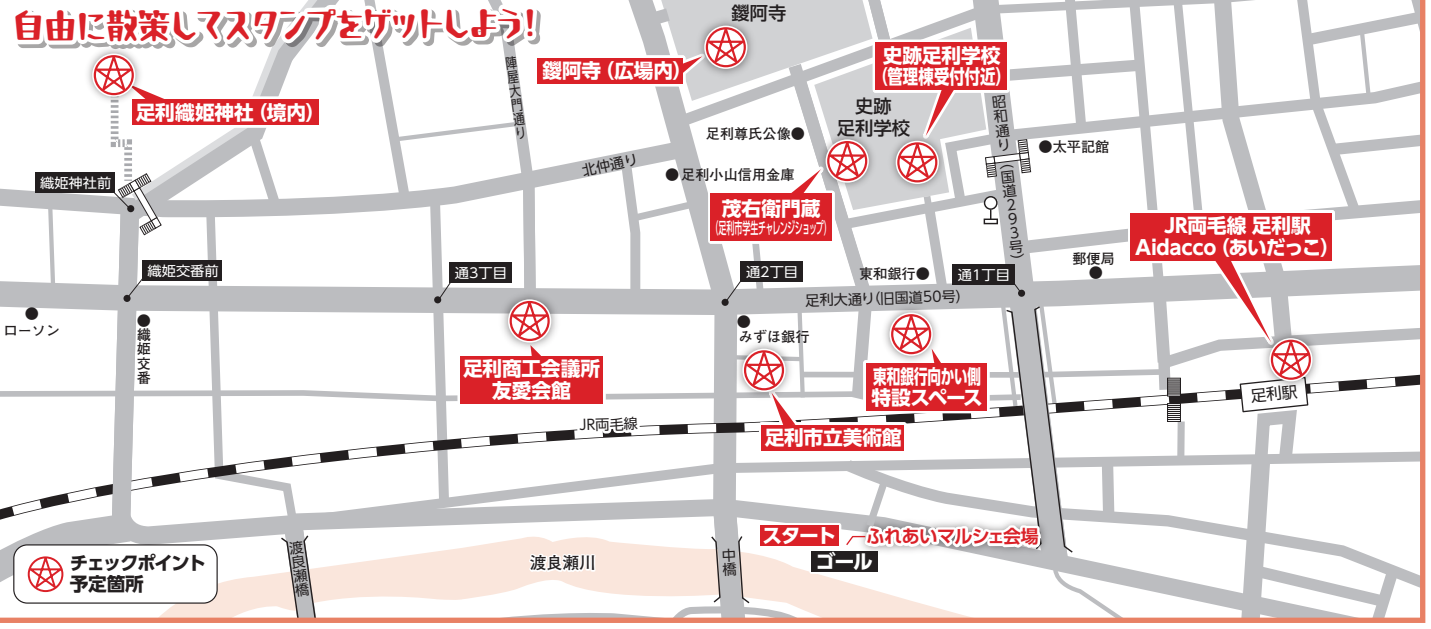 自由に散策してスタンプをゲットしよう!
鑁阿寺
鑁阿寺（広場内）
史跡足利学校
（管理棟受付付近）
足利織姫神社（境内）
陣屋大門通り
昭和通り（国道293号）
史跡
足利学校
足利尊氏公像
太平記館
北仲通り
足利小山信用金庫
織姫神社前
茂右衛門蔵
（足利市学生チャレンジショップ）
JR両毛線 足利駅
Aidacco（あいだっこ）
織姫交番前
通3丁目
通2丁目
東和銀行
通1丁目
郵便局
足利大通り（旧国道50号）
ローソン
織姫交番
みずほ銀行
足利商工会議所
友愛会館
東和銀行向かい側
特設スペース
足利駅
JR両毛線
足利市立美術館
スタート
ふれあいマルシェ会場
ゴール
チェックポイント
予定箇所
渡良瀬橋
渡良瀬川
中橋